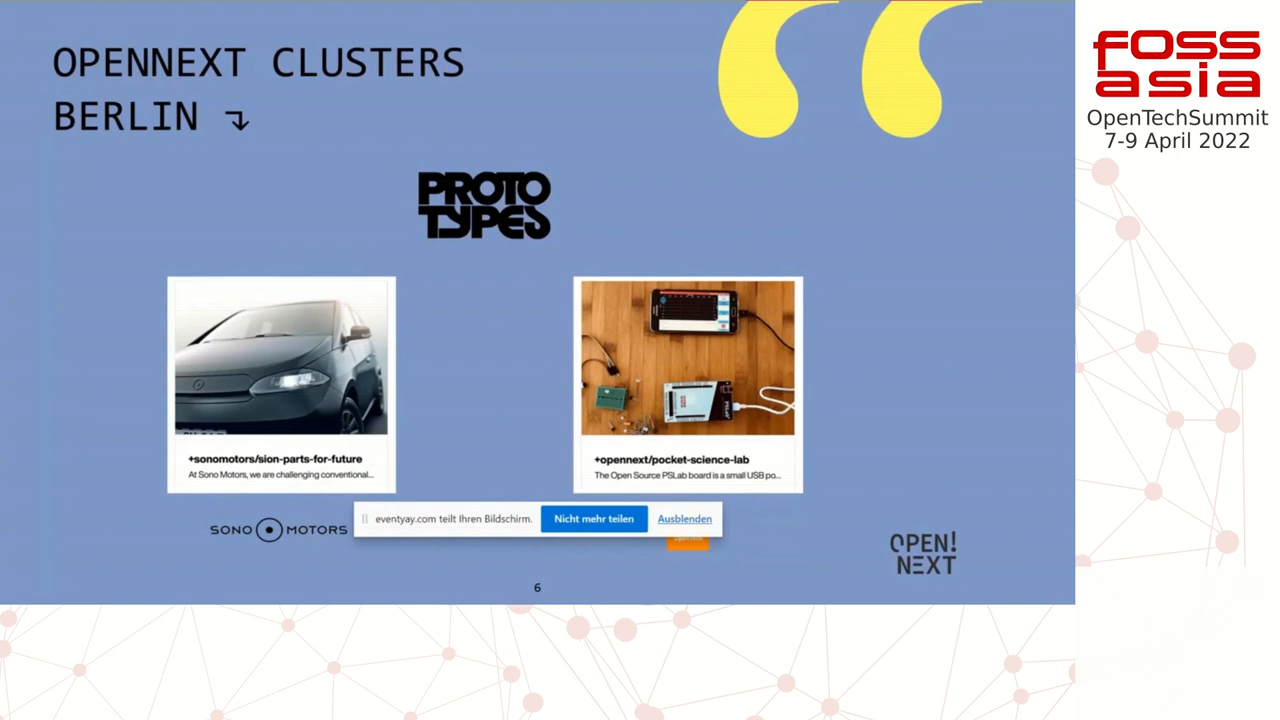 OPENNEXT CLUSTERS
BERLIN ↴
PROTO
TYPES
+sonomotors/sion-parts-for-future
At Sono Motors, we are challenging conventional...
+opennext/pocket-science-lab
The Open Source PSLab board is a small USB po...
eventyay.com teilt Ihren Bildschirm.
Nicht mehr teilen
Ausblenden
SONO MOTORS
OPEN!
NEXT
6
fOSS
asia
OpenTechSummit
7-9 April 2022